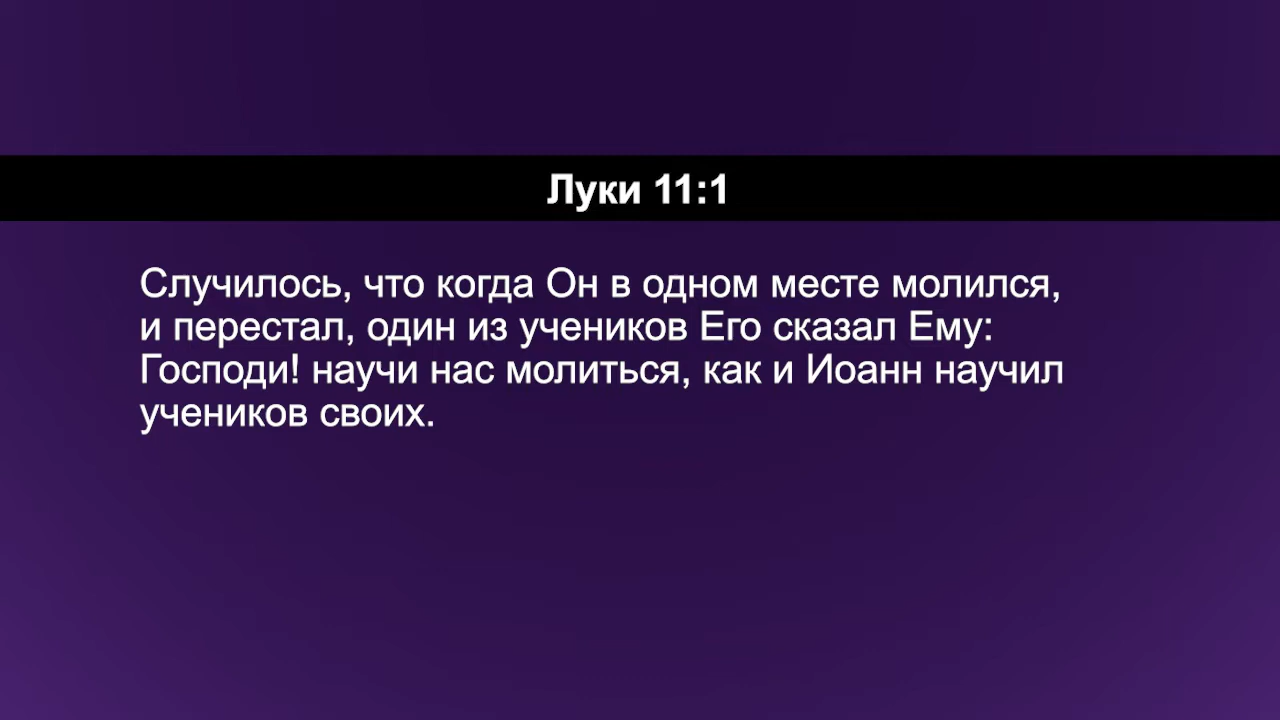 Луки 11:1
Случилось, что когда Он в одном месте молился,
и перестал, один из учеников Его сказал Ему:
Господи! научи нас молиться, как и Иоанн научил
учеников своих.